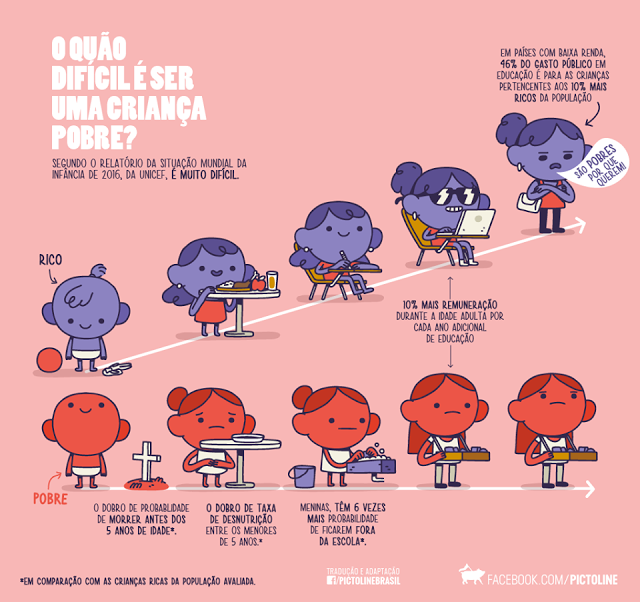 O QUÃO
DIFÍCIL É SER
UMA CRIANÇA
POBRE?
SEGUNDO O RELATÓRIO DA SITUAÇÃO MUNDIAL DA
INFÂNCIA DE 2016, DA UNICEF, É MUITO DIFÍCIL.
EM PAÍSES COM BAIXA RENDA,
46% DO GASTO PÚBLICO EM
EDUCAÇÃO É PARA AS CRIANÇAS
PERTENCENTES AOS 10% MAIS
RICOS DA POPULAÇÃO
SÃO POBRES
POR QUE
QUEREM!
RICO
10% MAIS REMUNERAÇÃO
DURANTE A IDADE ADULTA POR
CADA ANO ADICIONAL
DE EDUCAÇÃO
POBRE
O DOBRO DE PROBABLIDADE
DE MORRER ANTES DOS
5 ANOS DE IDADE*.
O DOBRO DE TAXA
DE DESNUTRIÇÃO
ENTRE OS MENORES
DE 5 ANOS.*
MENINAS, TÊM 6 VEZES
MAIS PROBABILIDADE
DE FICAREM FORA
DA ESCOLA*.
*EM COMPARAÇÃO COM AS CRIANÇAS RICAS DA POPULAÇÃO AVALIADA.
TRADUÇÃO E ADAPTAÇÃO
f/PICTOLINEBRASIL
FACEBOOK.COM/PICTOLINE